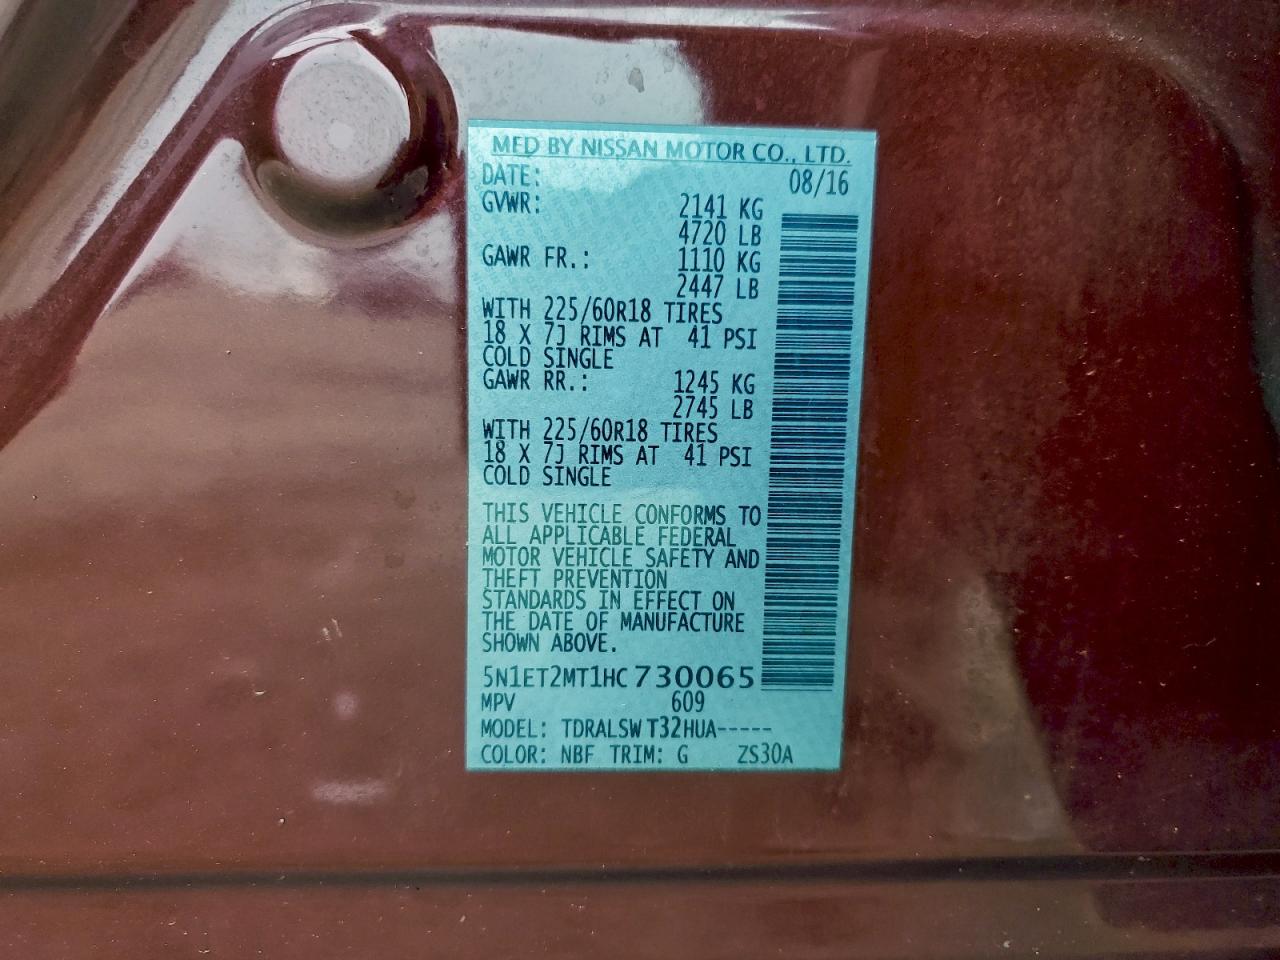 MFD BY NISSAN MOTOR CO., LTD.
DATE: 08/16
GVWR: 2141 KG
4720 LB
GAWR FR.: 1110 KG
2447 LB
WITH 225/60R18 TIRES
18 X 7J RIMS AT 41 PSI
COLD SINGLE
GAWR RR.: 1245 KG
2745 LB
WITH 225/60R18 TIRES
18 X 7J RIMS AT 41 PSI
COLD SINGLE
THIS VEHICLE CONFORMS TO
ALL APPLICABLE FEDERAL
MOTOR VEHICLE SAFETY AND
THEFT PREVENTION
STANDARDS IN EFFECT ON
THE DATE OF MANUFACTURE
SHOWN ABOVE.
5N1ET2MT1HC730065
MPV 609
MODEL: TDRALSW T32HUA-----
COLOR: NBF TRIM: G ZS30A